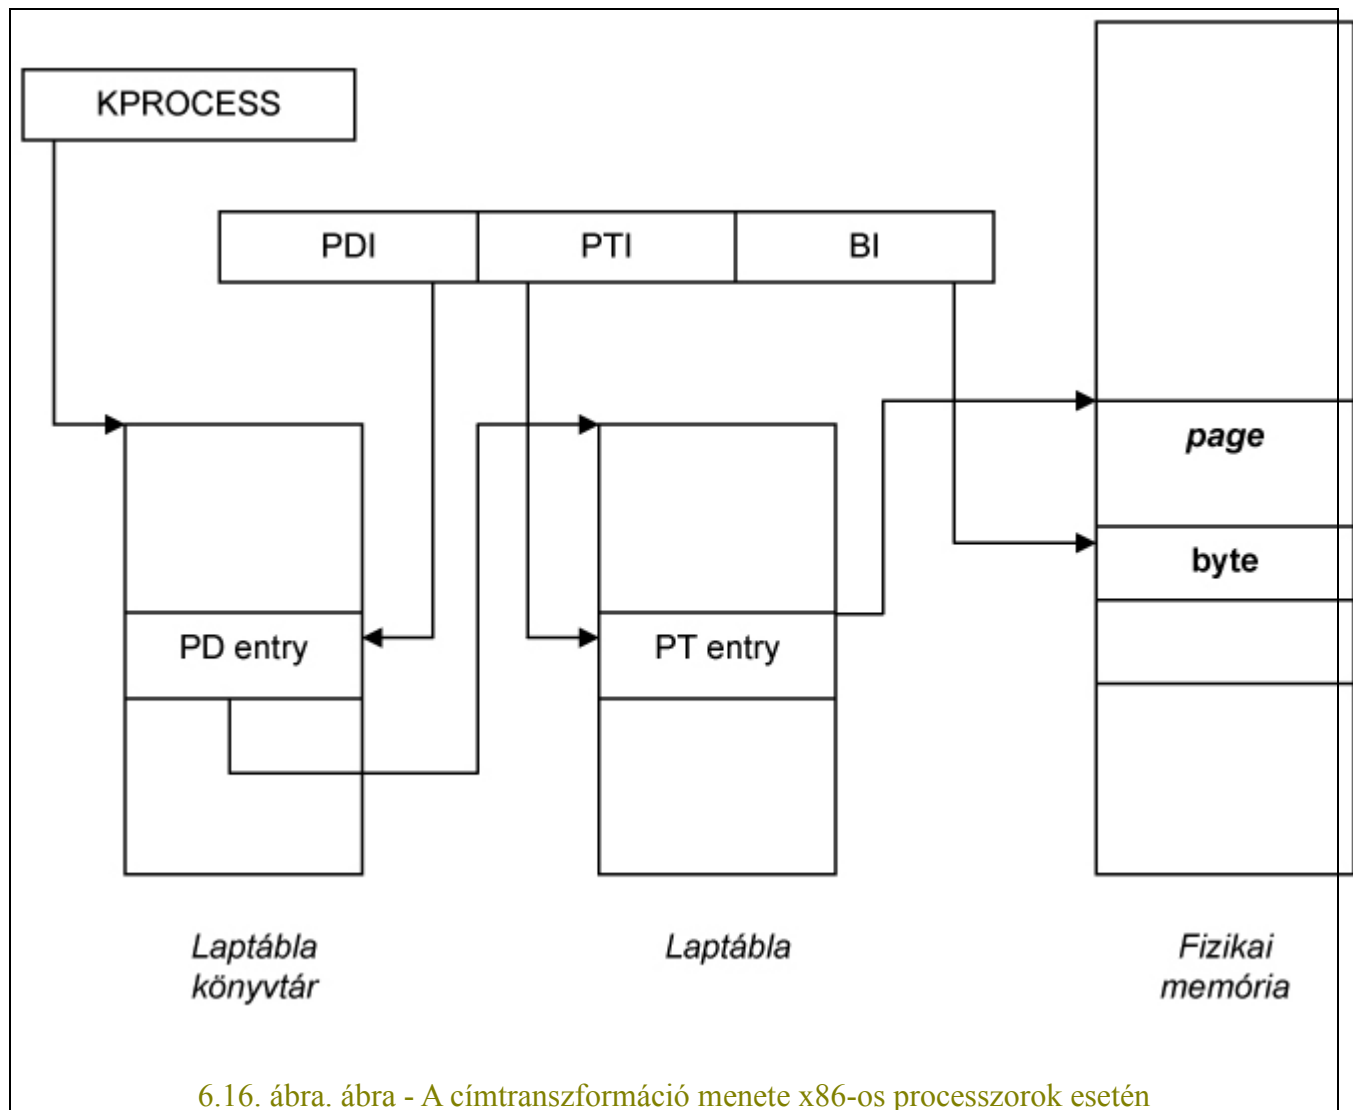 KPROCESS
PDI
PTI
BI
page
byte
PD entry
PT entry
Laptábla
könyvtár
Laptábla
Fizikai
memória
6.16. ábra. ábra - A címtranszformáció menete x86-os processzorok esetén